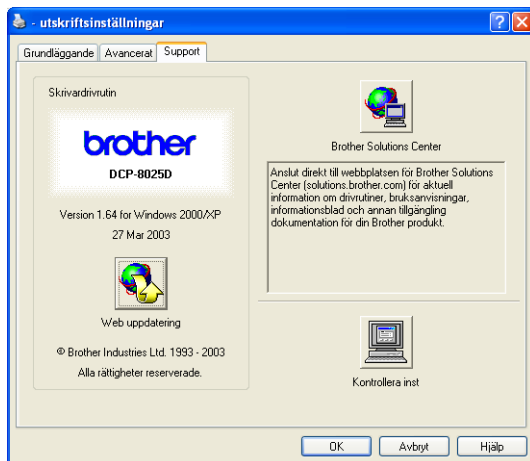 - utskriftsinställningar
Grundläggande Avancerat Support
Skrivardrivrutin
brother
DCP-8025D
Version 1.64 for Windows 2000/XP
27 Mar 2003
Web uppdatering
© Brother Industries Ltd. 1993 - 2003
Alla rättigheter reserverade.
Brother Solutions Center
Anslut direkt till webbplatsen för Brother Solutions
Center (solutions.brother.com) för aktuell
information om drivrutiner, bruksanvisningar,
informationsblad och annan tillgängling
dokumentation för din Brother produkt.
Kontrollera inst
OK Avbryt Hjälp